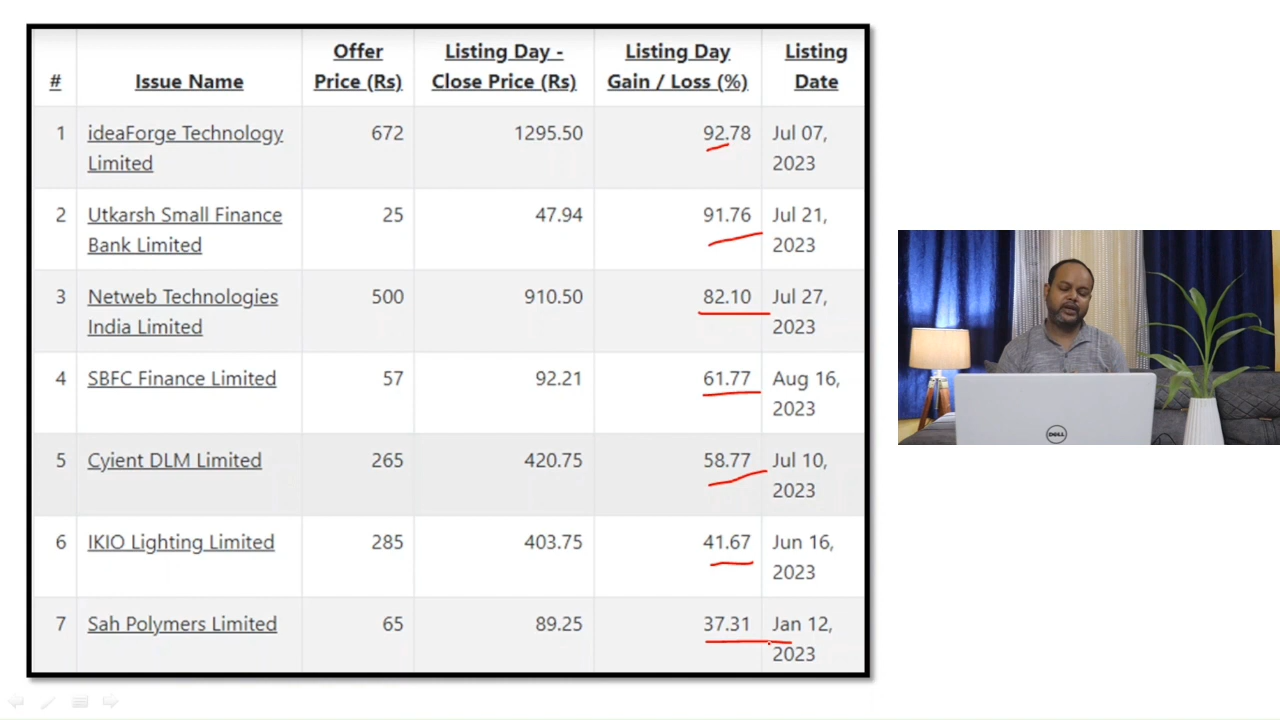 # Issue Name Offer Price (Rs) Listing Day - Close Price (Rs) Listing Day Gain / Loss (%) Listing Date
1 ideaForge Technology Limited 672 1295.50 92.78 Jul 07, 2023
2 Utkarsh Small Finance Bank Limited 25 47.94 91.76 Jul 21, 2023
3 Netweb Technologies India Limited 500 910.50 82.10 Jul 27, 2023
4 SBFC Finance Limited 57 92.21 61.77 Aug 16, 2023
5 Cyient DLM Limited 265 420.75 58.77 Jul 10, 2023
6 IKIO Lighting Limited 285 403.75 41.67 Jun 16, 2023
7 Sah Polymers Limited 65 89.25 37.31 Jan 12, 2023
DELL